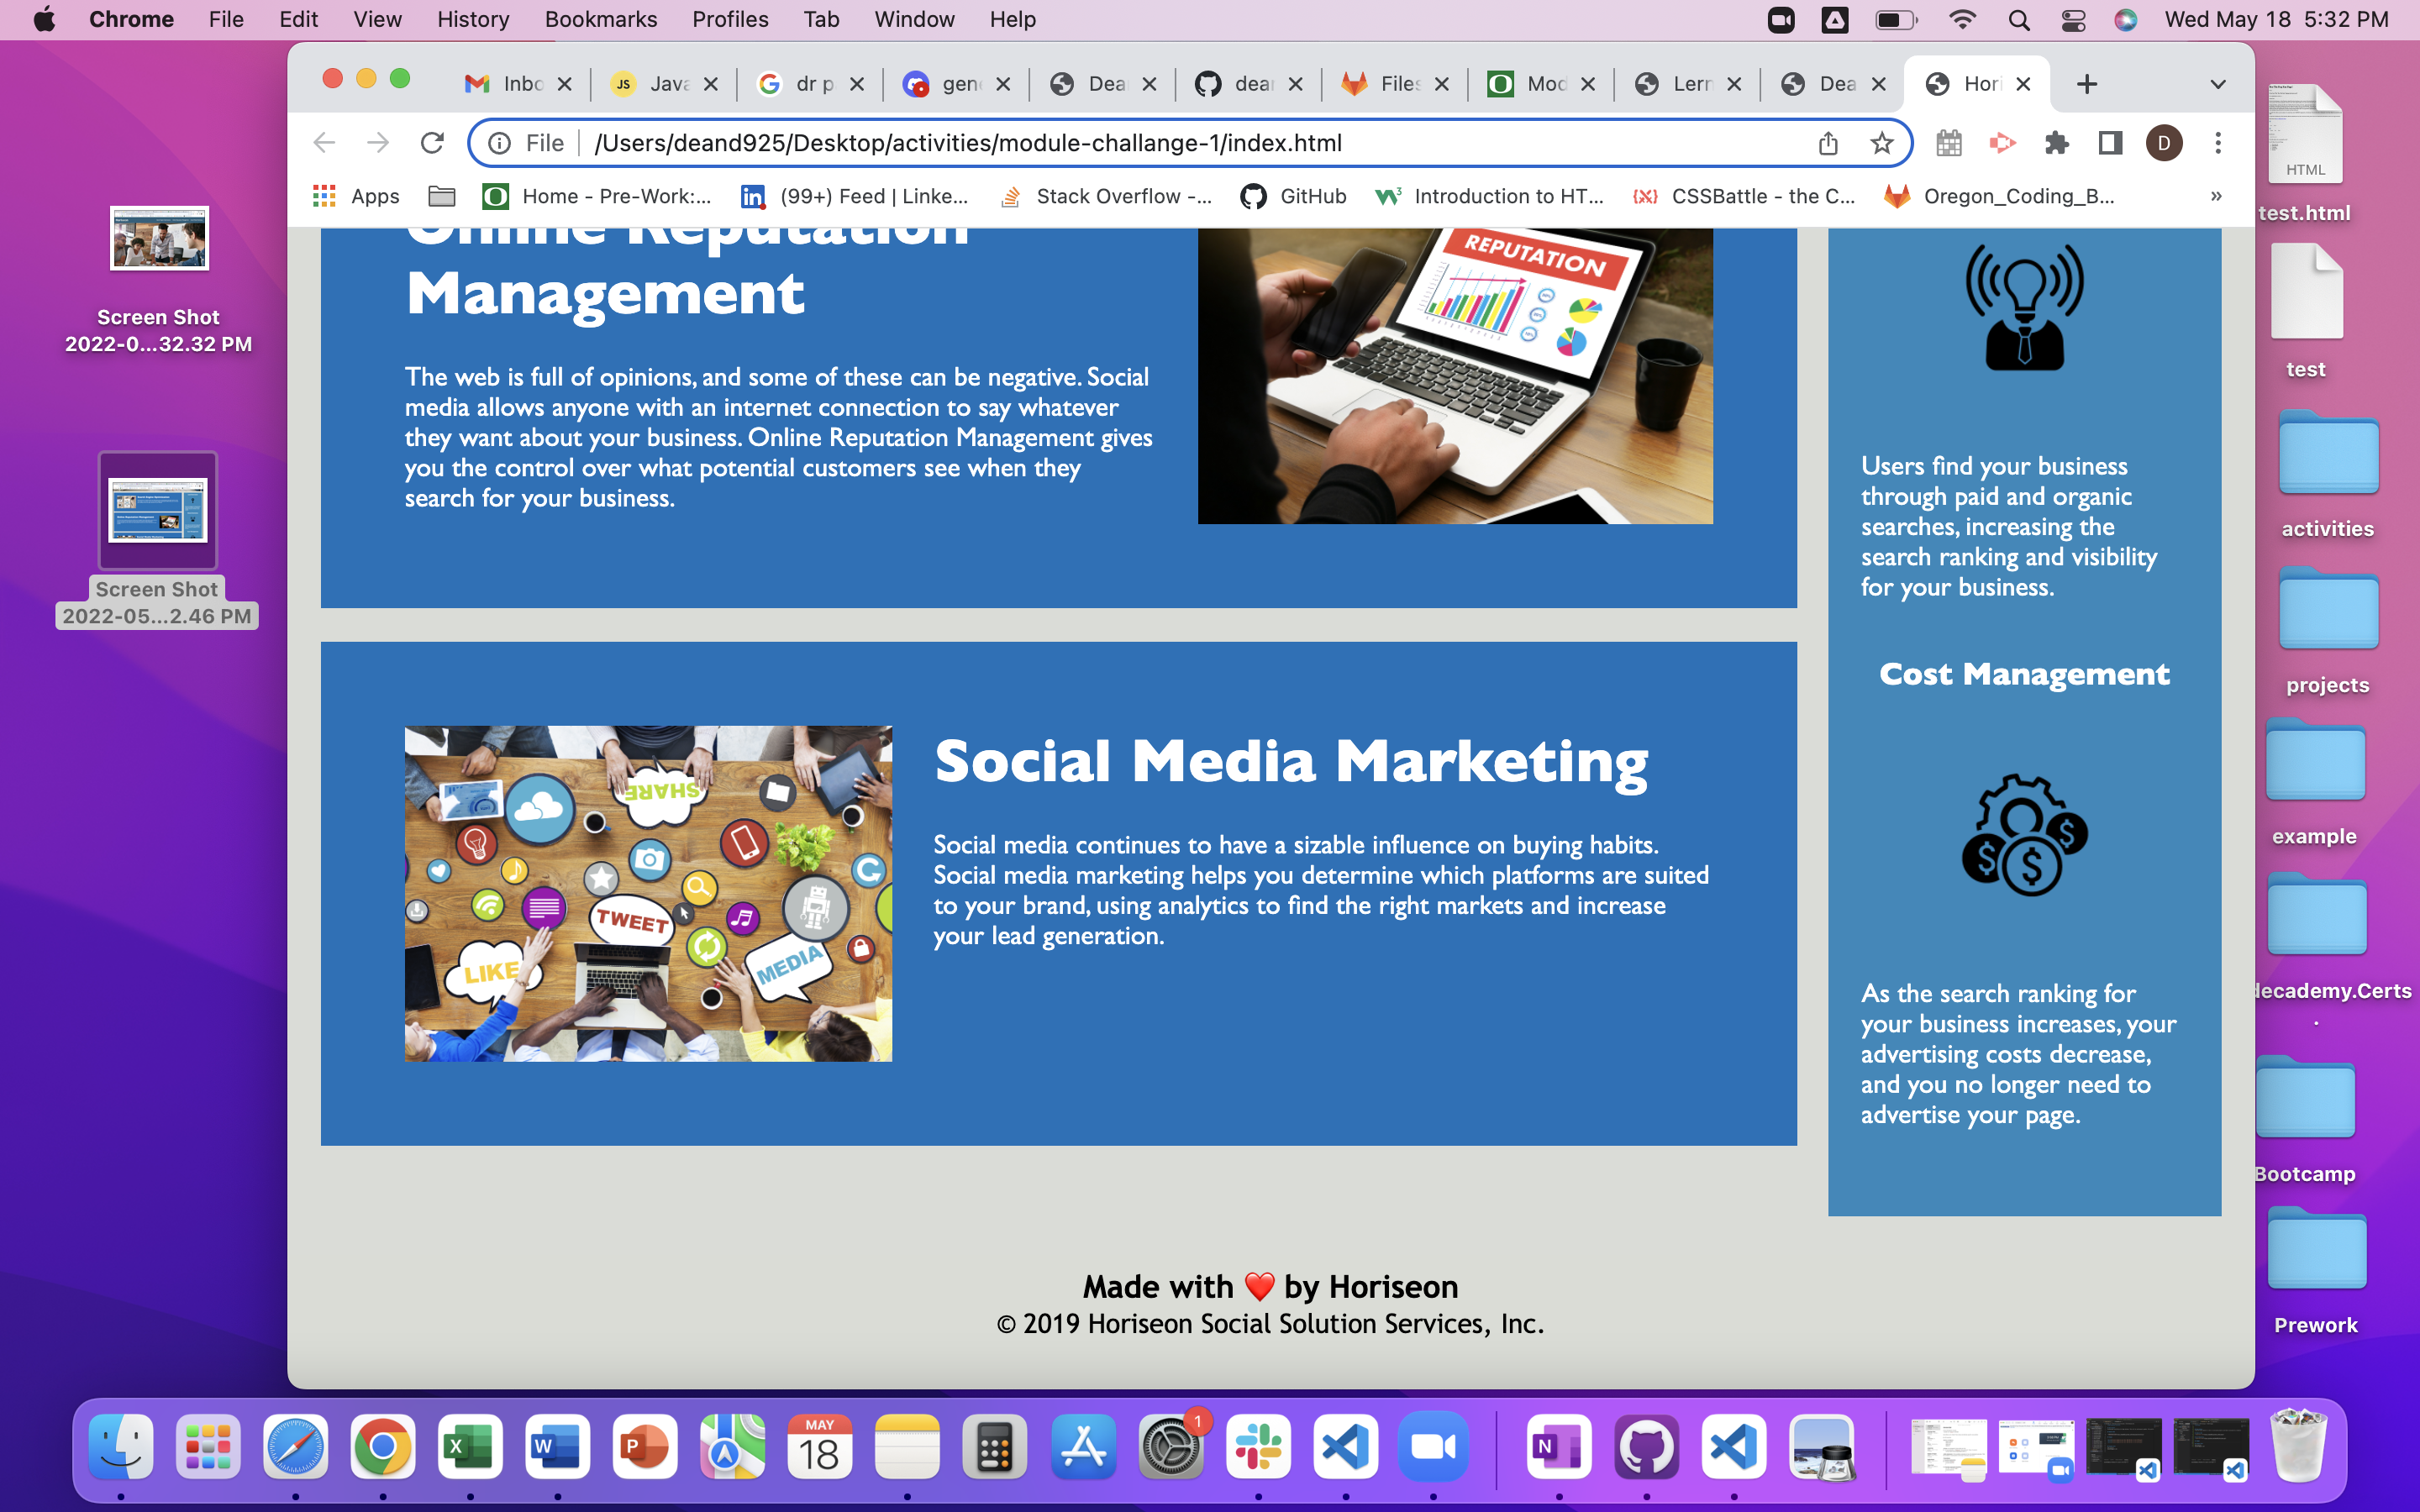 Chrome File Edit View History Bookmarks Profiles Tab Window Help Wed May 18 5:32 PM
Inbo JS Java dr p gen Dea dear Files Mod Lern Dea Hori
File /Users/deand925/Desktop/activities/module-challange-1/index.html D
Apps Home - Pre-Work:... (99+) Feed | Linke... Stack Overflow -... GitHub Introduction to HT... CSSBattle - the C... Oregon_Coding_B... »
Screen Shot
2022-0...32.32 PM
Screen Shot
2022-05...2.46 PM
Online Reputation
Management
The web is full of opinions, and some of these can be negative. Social
media allows anyone with an internet connection to say whatever
they want about your business. Online Reputation Management gives
you the control over what potential customers see when they
search for your business.
REPUTATION
SHARE
TWEET
LIKE
MEDIA
Social Media Marketing
Social media continues to have a sizable influence on buying habits.
Social media marketing helps you determine which platforms are suited
to your brand, using analytics to find the right markets and increase
your lead generation.
Users find your business
through paid and organic
searches, increasing the
search ranking and visibility
for your business.
Cost Management
$ $ $
As the search ranking for
your business increases, your
advertising costs decrease,
and you no longer need to
advertise your page.
Made with ❤️ by Horiseon
© 2019 Horiseon Social Solution Services, Inc.
HTML
test.html
test
activities
projects
example
decademy.Certs
.
Bootcamp
Prework
X W P MAY 18 1 N